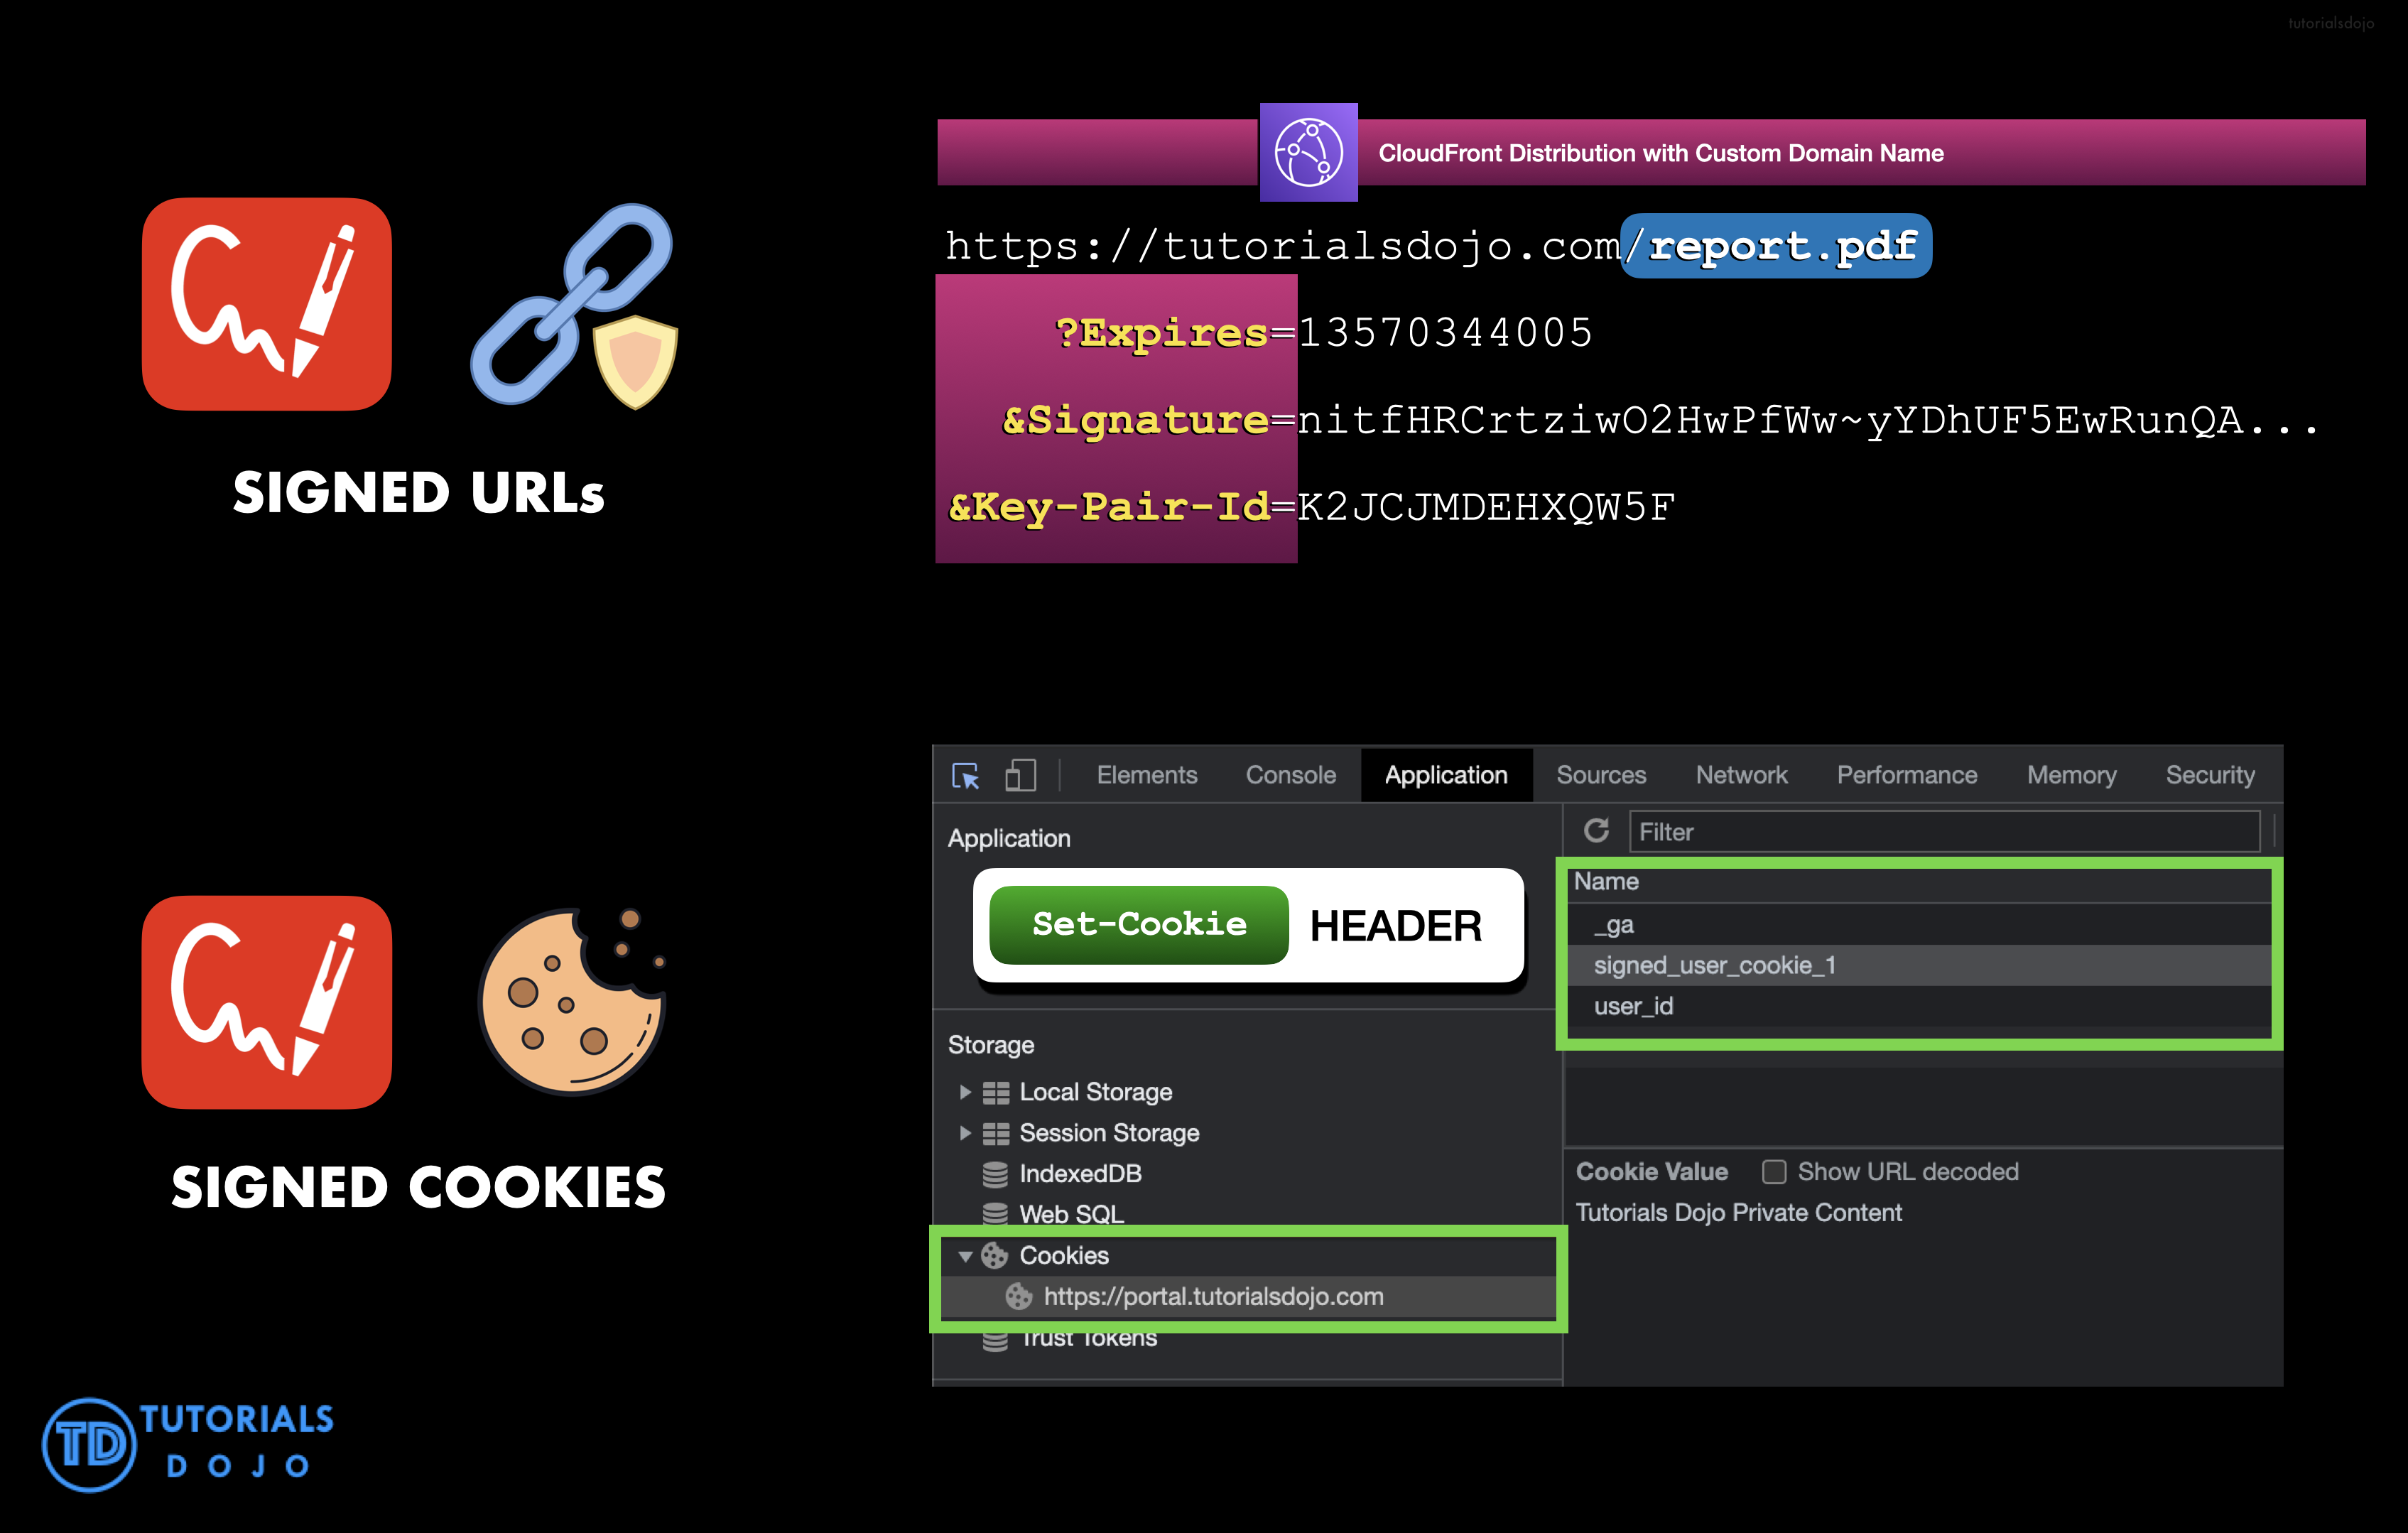 tutorialsdojo
CloudFront Distribution with Custom Domain Name
https://tutorialsdojo.com/report.pdf
?Expires=13570344005
&Signature=nitfHRCrtziwO2HwPfWw~yYDhUF5EwRunQA...
&Key-Pair-Id=K2JCJMDEHXQW5F
SIGNED URLs
Elements Console Application Sources Network Performance Memory Security
Application
Filter
Set-Cookie HEADER
Name
_ga
signed_user_cookie_1
user_id
Storage
Local Storage
Session Storage
IndexedDB
Web SQL
Cookies
https://portal.tutorialsdojo.com
Trust Tokens
Cookie Value Show URL decoded
Tutorials Dojo Private Content
SIGNED COOKIES
TD TUTORIALS
DOJO